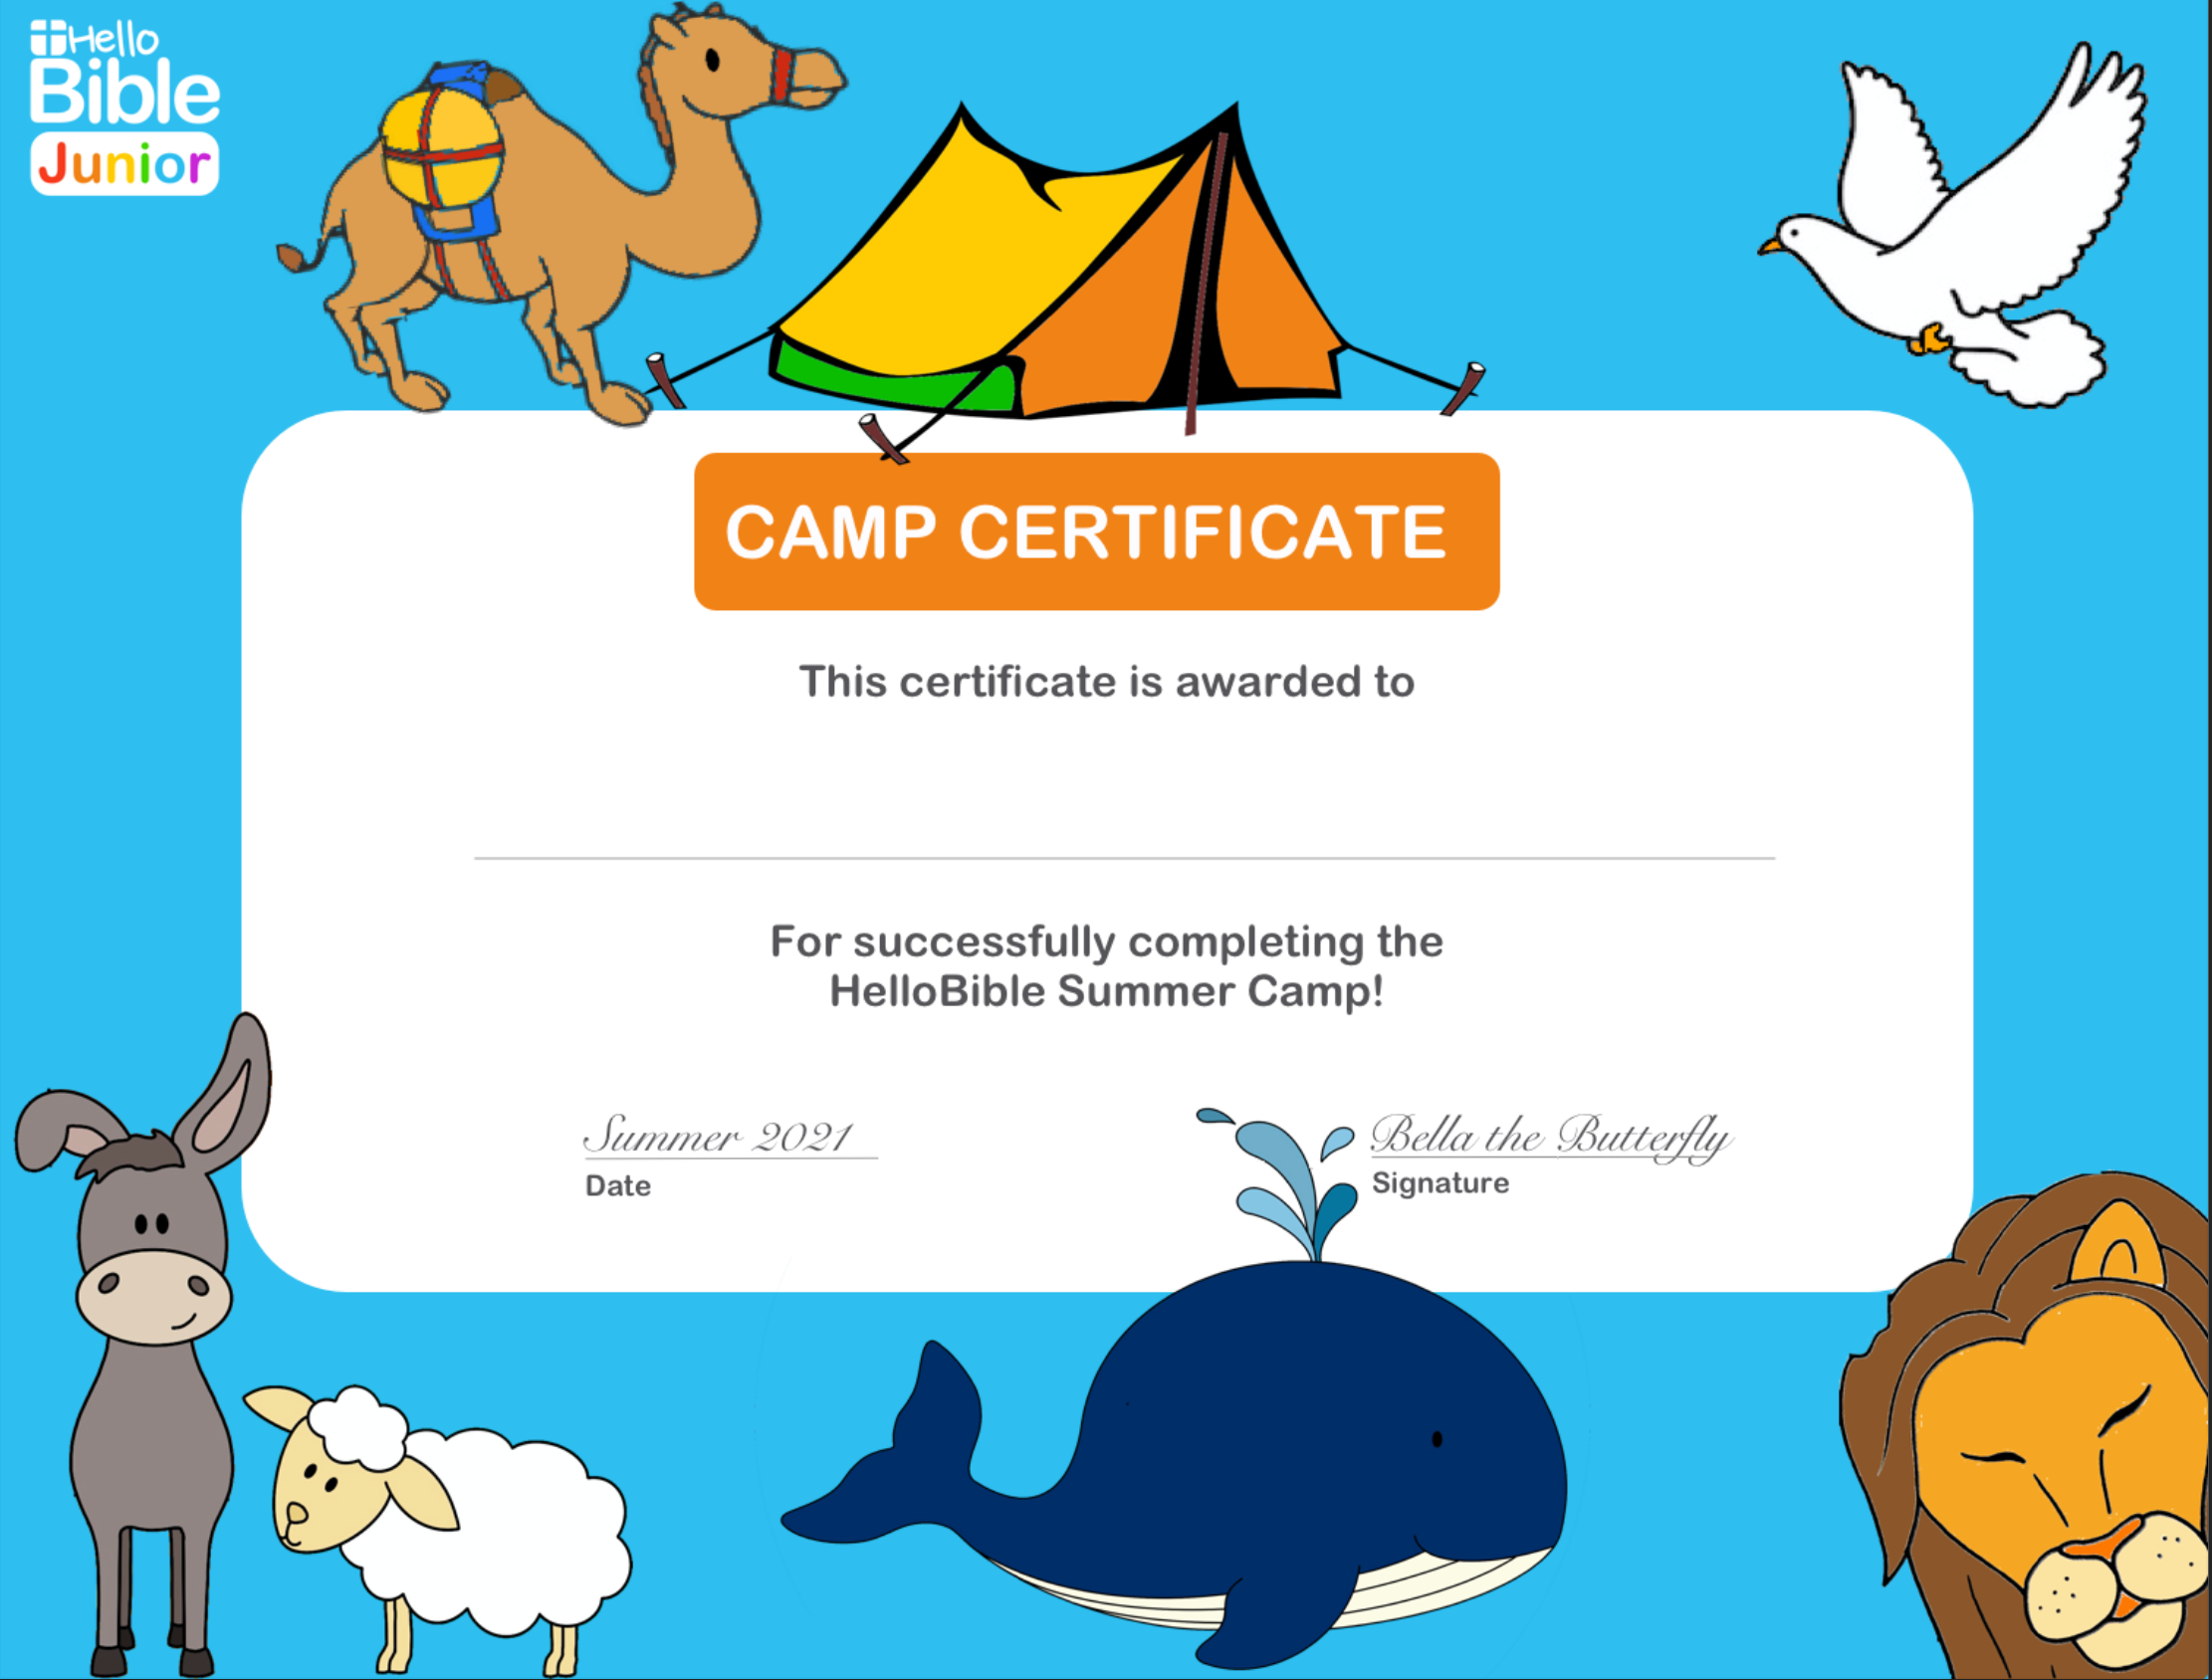 Hello
Bible
Junior
CAMP CERTIFICATE
This certificate is awarded to
For successfully completing the
HelloBible Summer Camp!
Summer 2021
Date
Bella the Butterfly
Signature